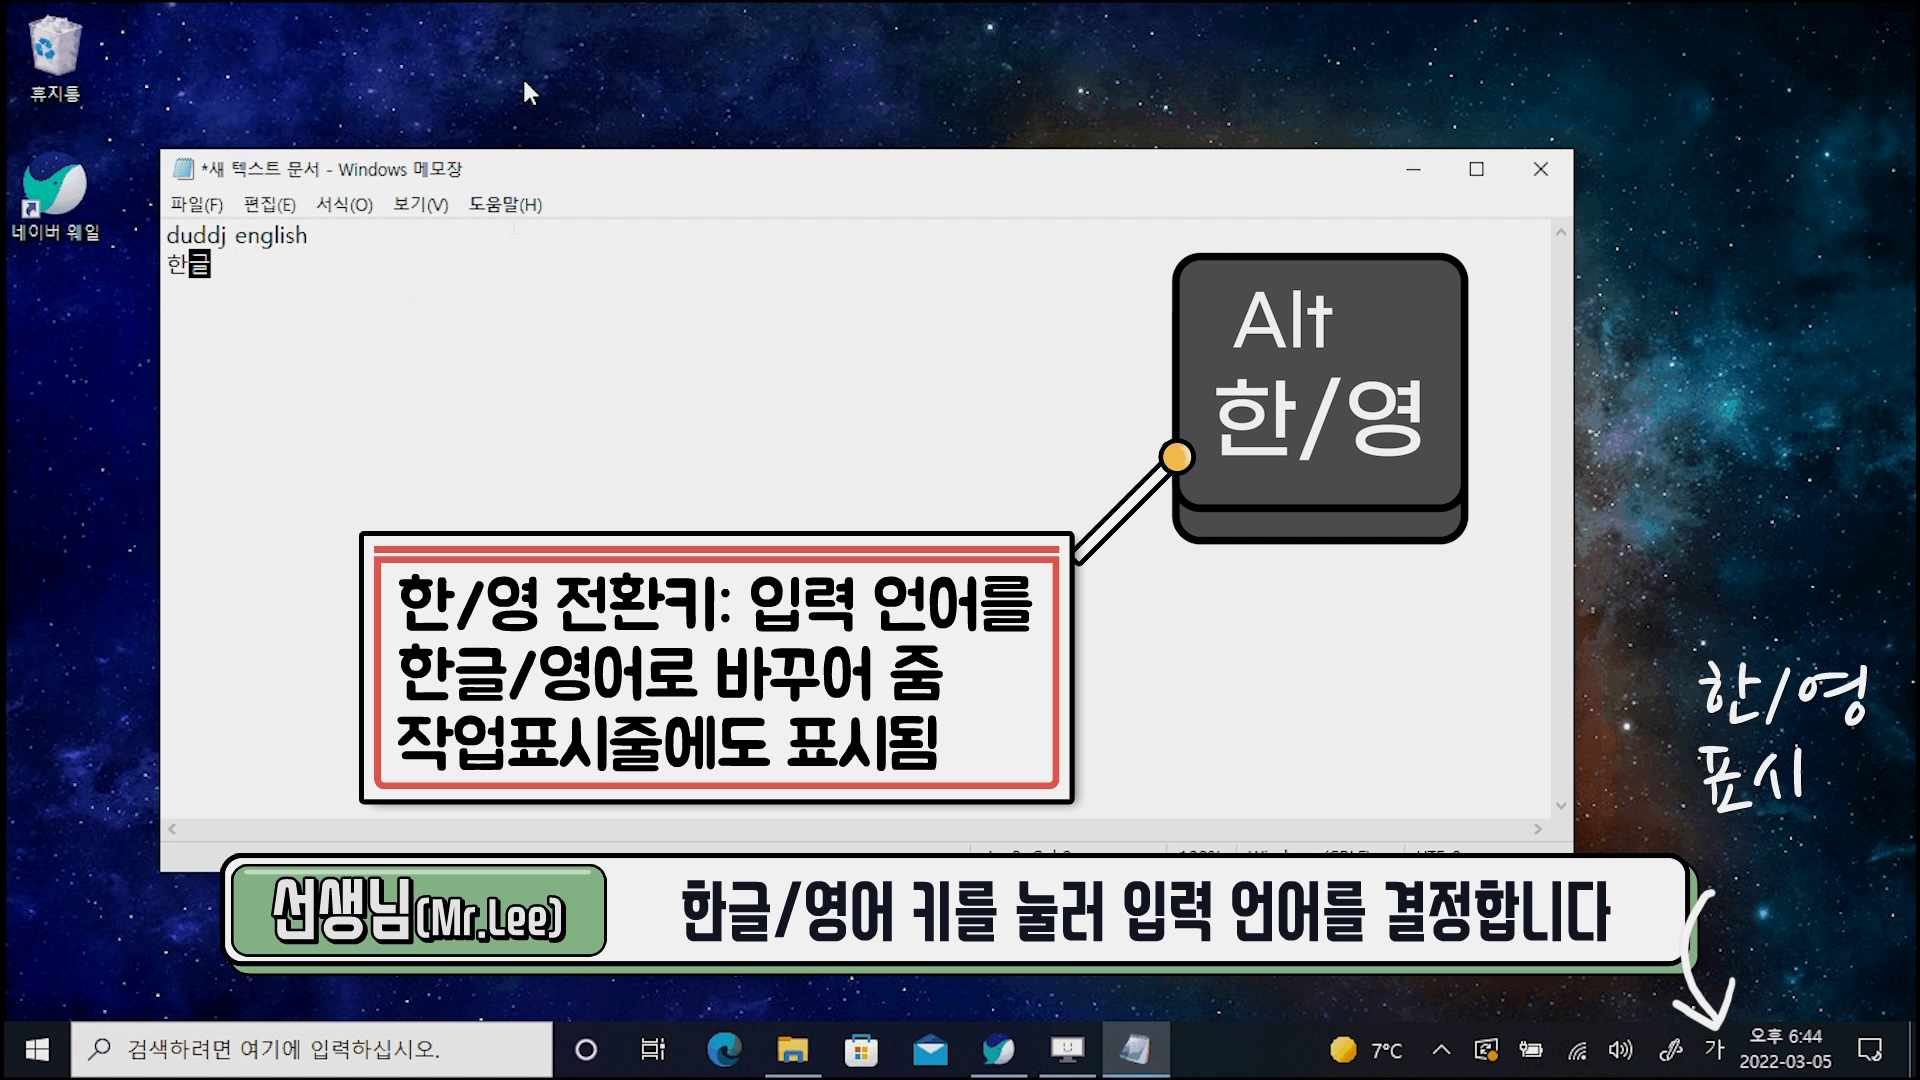 휴지통
네이버 웨일
*새 텍스트 문서 - Windows 메모장
파일(F) 편집(E) 서식(O) 보기(V) 도움말(H)
duddj english
한글
Alt
한/영
한/영 전환키: 입력 언어를
한글/영어로 바꾸어 줌
작업표시줄에도 표시됨
한/영
표시
선생님(Mr.Lee) 한글/영어 키를 눌러 입력 언어를 결정합니다
검색하려면 여기에 입력하십시오.
7°C
가
오후 6:44
2022-03-05